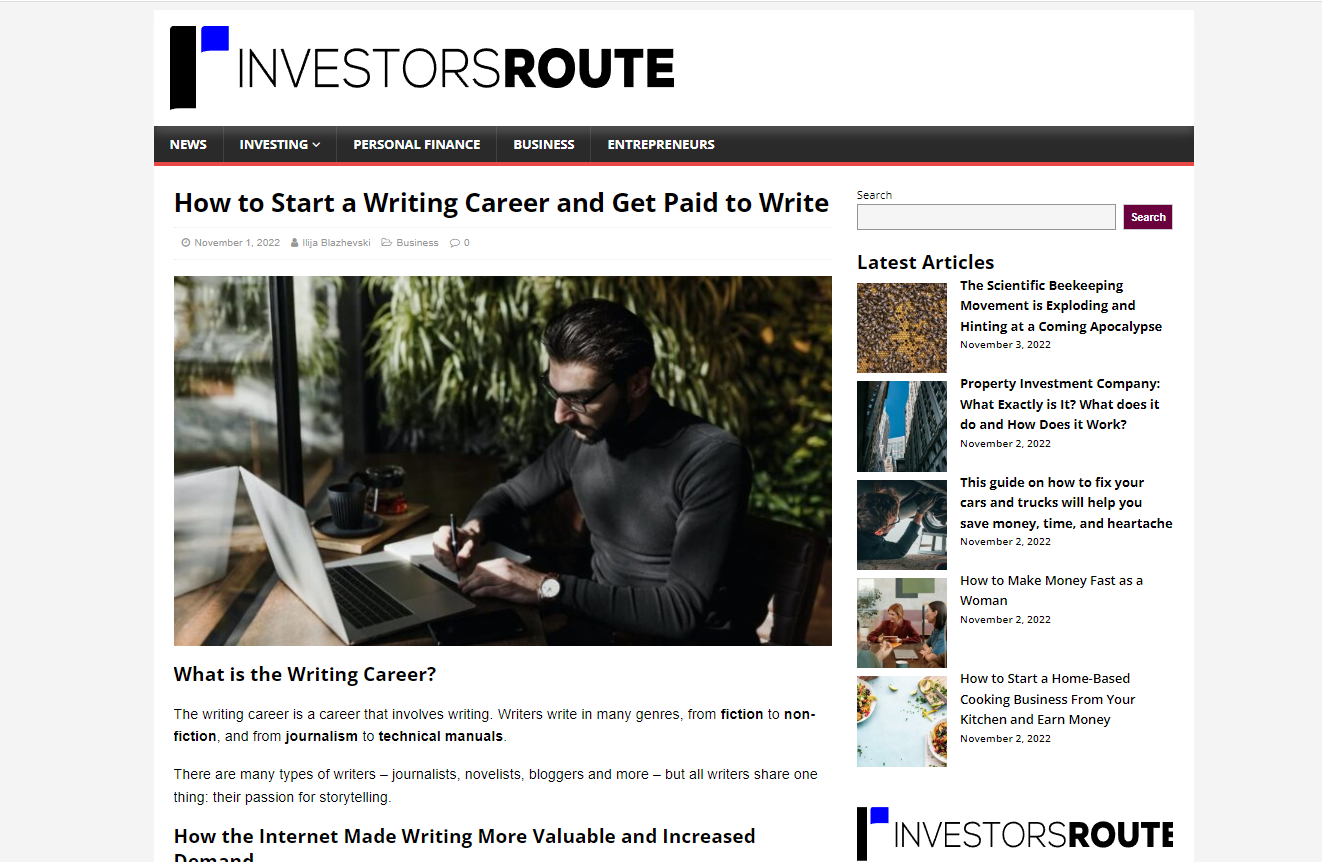 INVESTORSROUTE
NEWS
INVESTING
PERSONAL FINANCE
BUSINESS
ENTREPRENEURS
How to Start a Writing Career and Get Paid to Write
November 1, 2022 Ilija Blazhevski Business 0
What is the Writing Career?
The writing career is a career that involves writing. Writers write in many genres, from fiction to non-
fiction, and from journalism to technical manuals.
There are many types of writers – journalists, novelists, bloggers and more – but all writers share one
thing: their passion for storytelling.
How the Internet Made Writing More Valuable and Increased
Demand
Search
Search
Latest Articles
The Scientific Beekeeping
Movement is Exploding and
Hinting at a Coming Apocalypse
November 3, 2022
Property Investment Company:
What Exactly is It? What does it
do and How Does it Work?
November 2, 2022
This guide on how to fix your
cars and trucks will help you
save money, time, and heartache
November 2, 2022
How to Make Money Fast as a
Woman
November 2, 2022
How to Start a Home-Based
Cooking Business From Your
Kitchen and Earn Money
November 2, 2022
INVESTORSROUTE